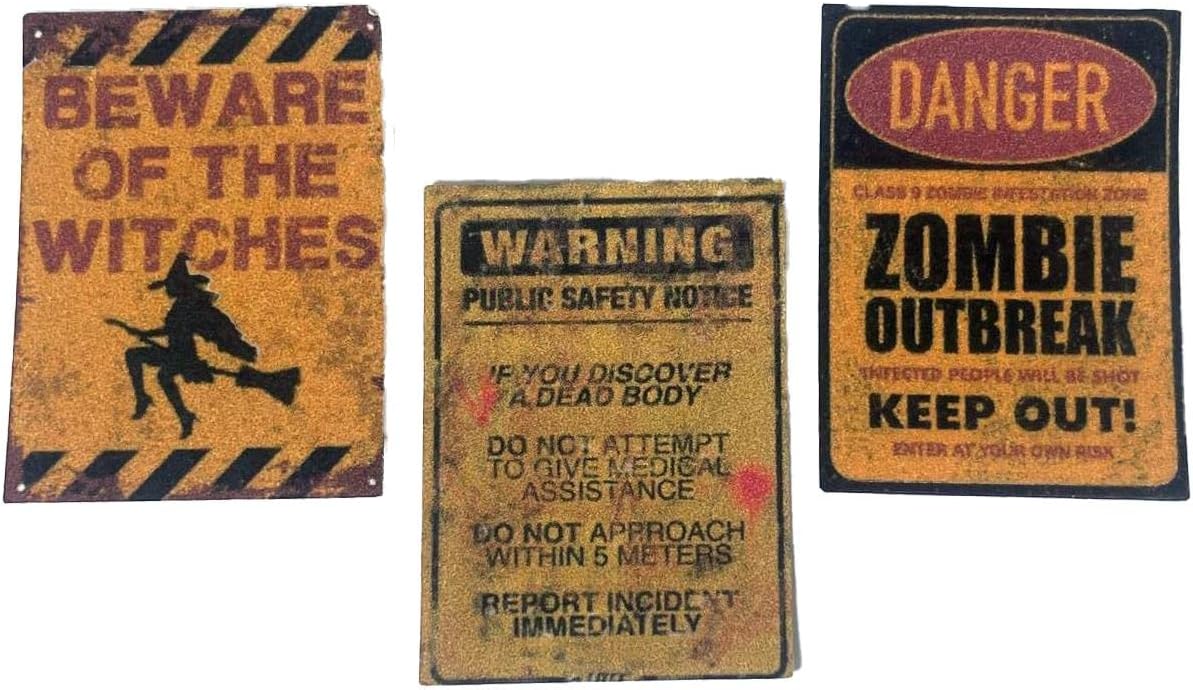 BEWARE
OF THE
WITCHES
WARNING
PUBLIC SAFETY NOTICE
IF YOU DISCOVER
A DEAD BODY
DO NOT ATTEMPT
TO GIVE MEDICAL
ASSISTANCE
DO NOT APPROACH
WITHIN 5 METERS
REPORT INCIDENT
IMMEDIATELY
DANGER
CLASS 9 ZOMBIE INFESTATION ZONE
ZOMBIE
OUTBREAK
INFECTED PEOPLE WILL BE SHOT
KEEP OUT!
ENTER AT YOUR OWN RISK